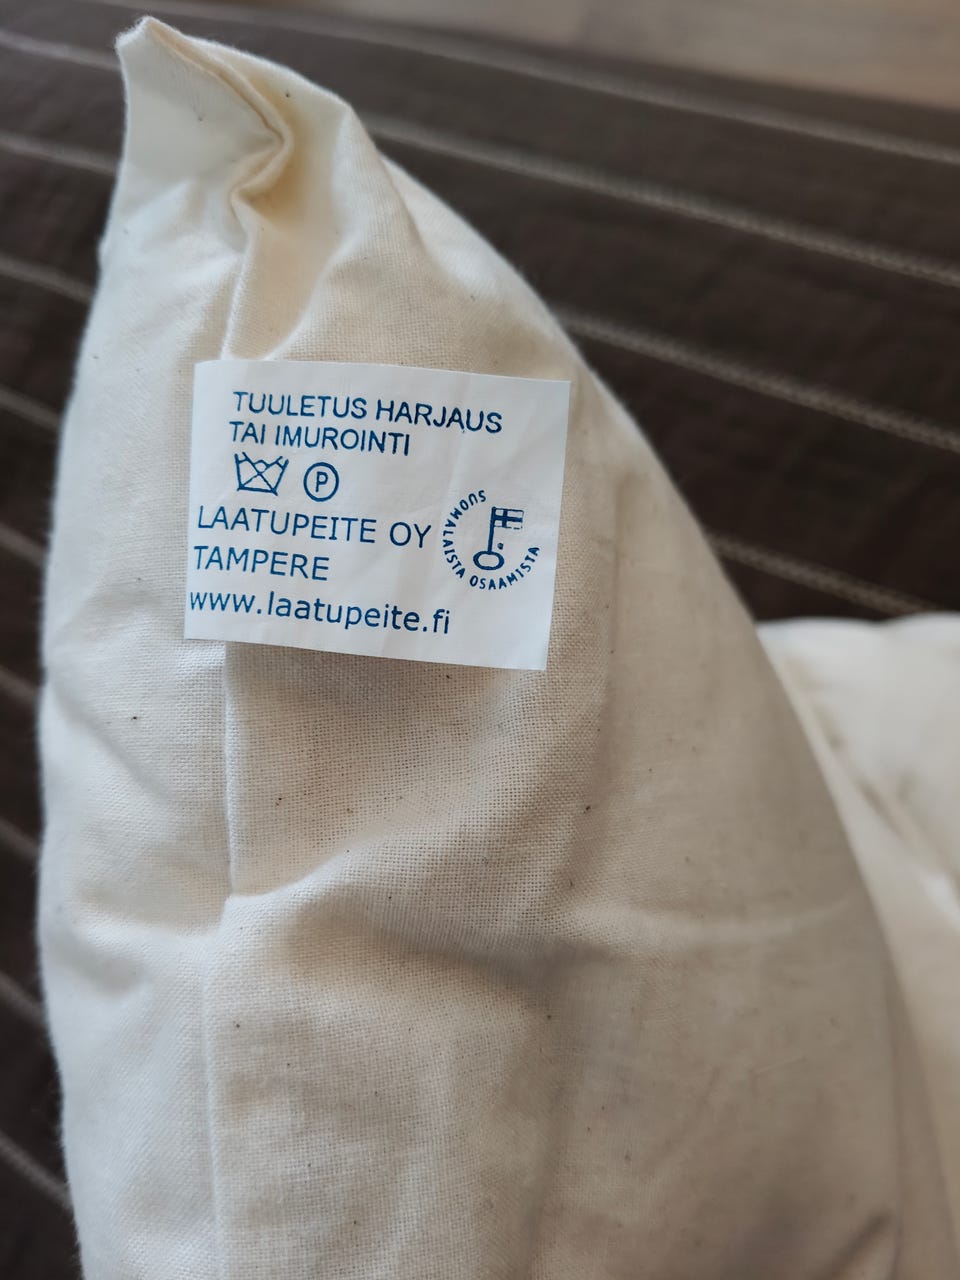 TUULETUS HARJAUS
TAI IMUROINTI
P
LAATUPEITE OY
TAMPERE
www.laatupeite.fi
SUOMALAISTA OSAAMISTA